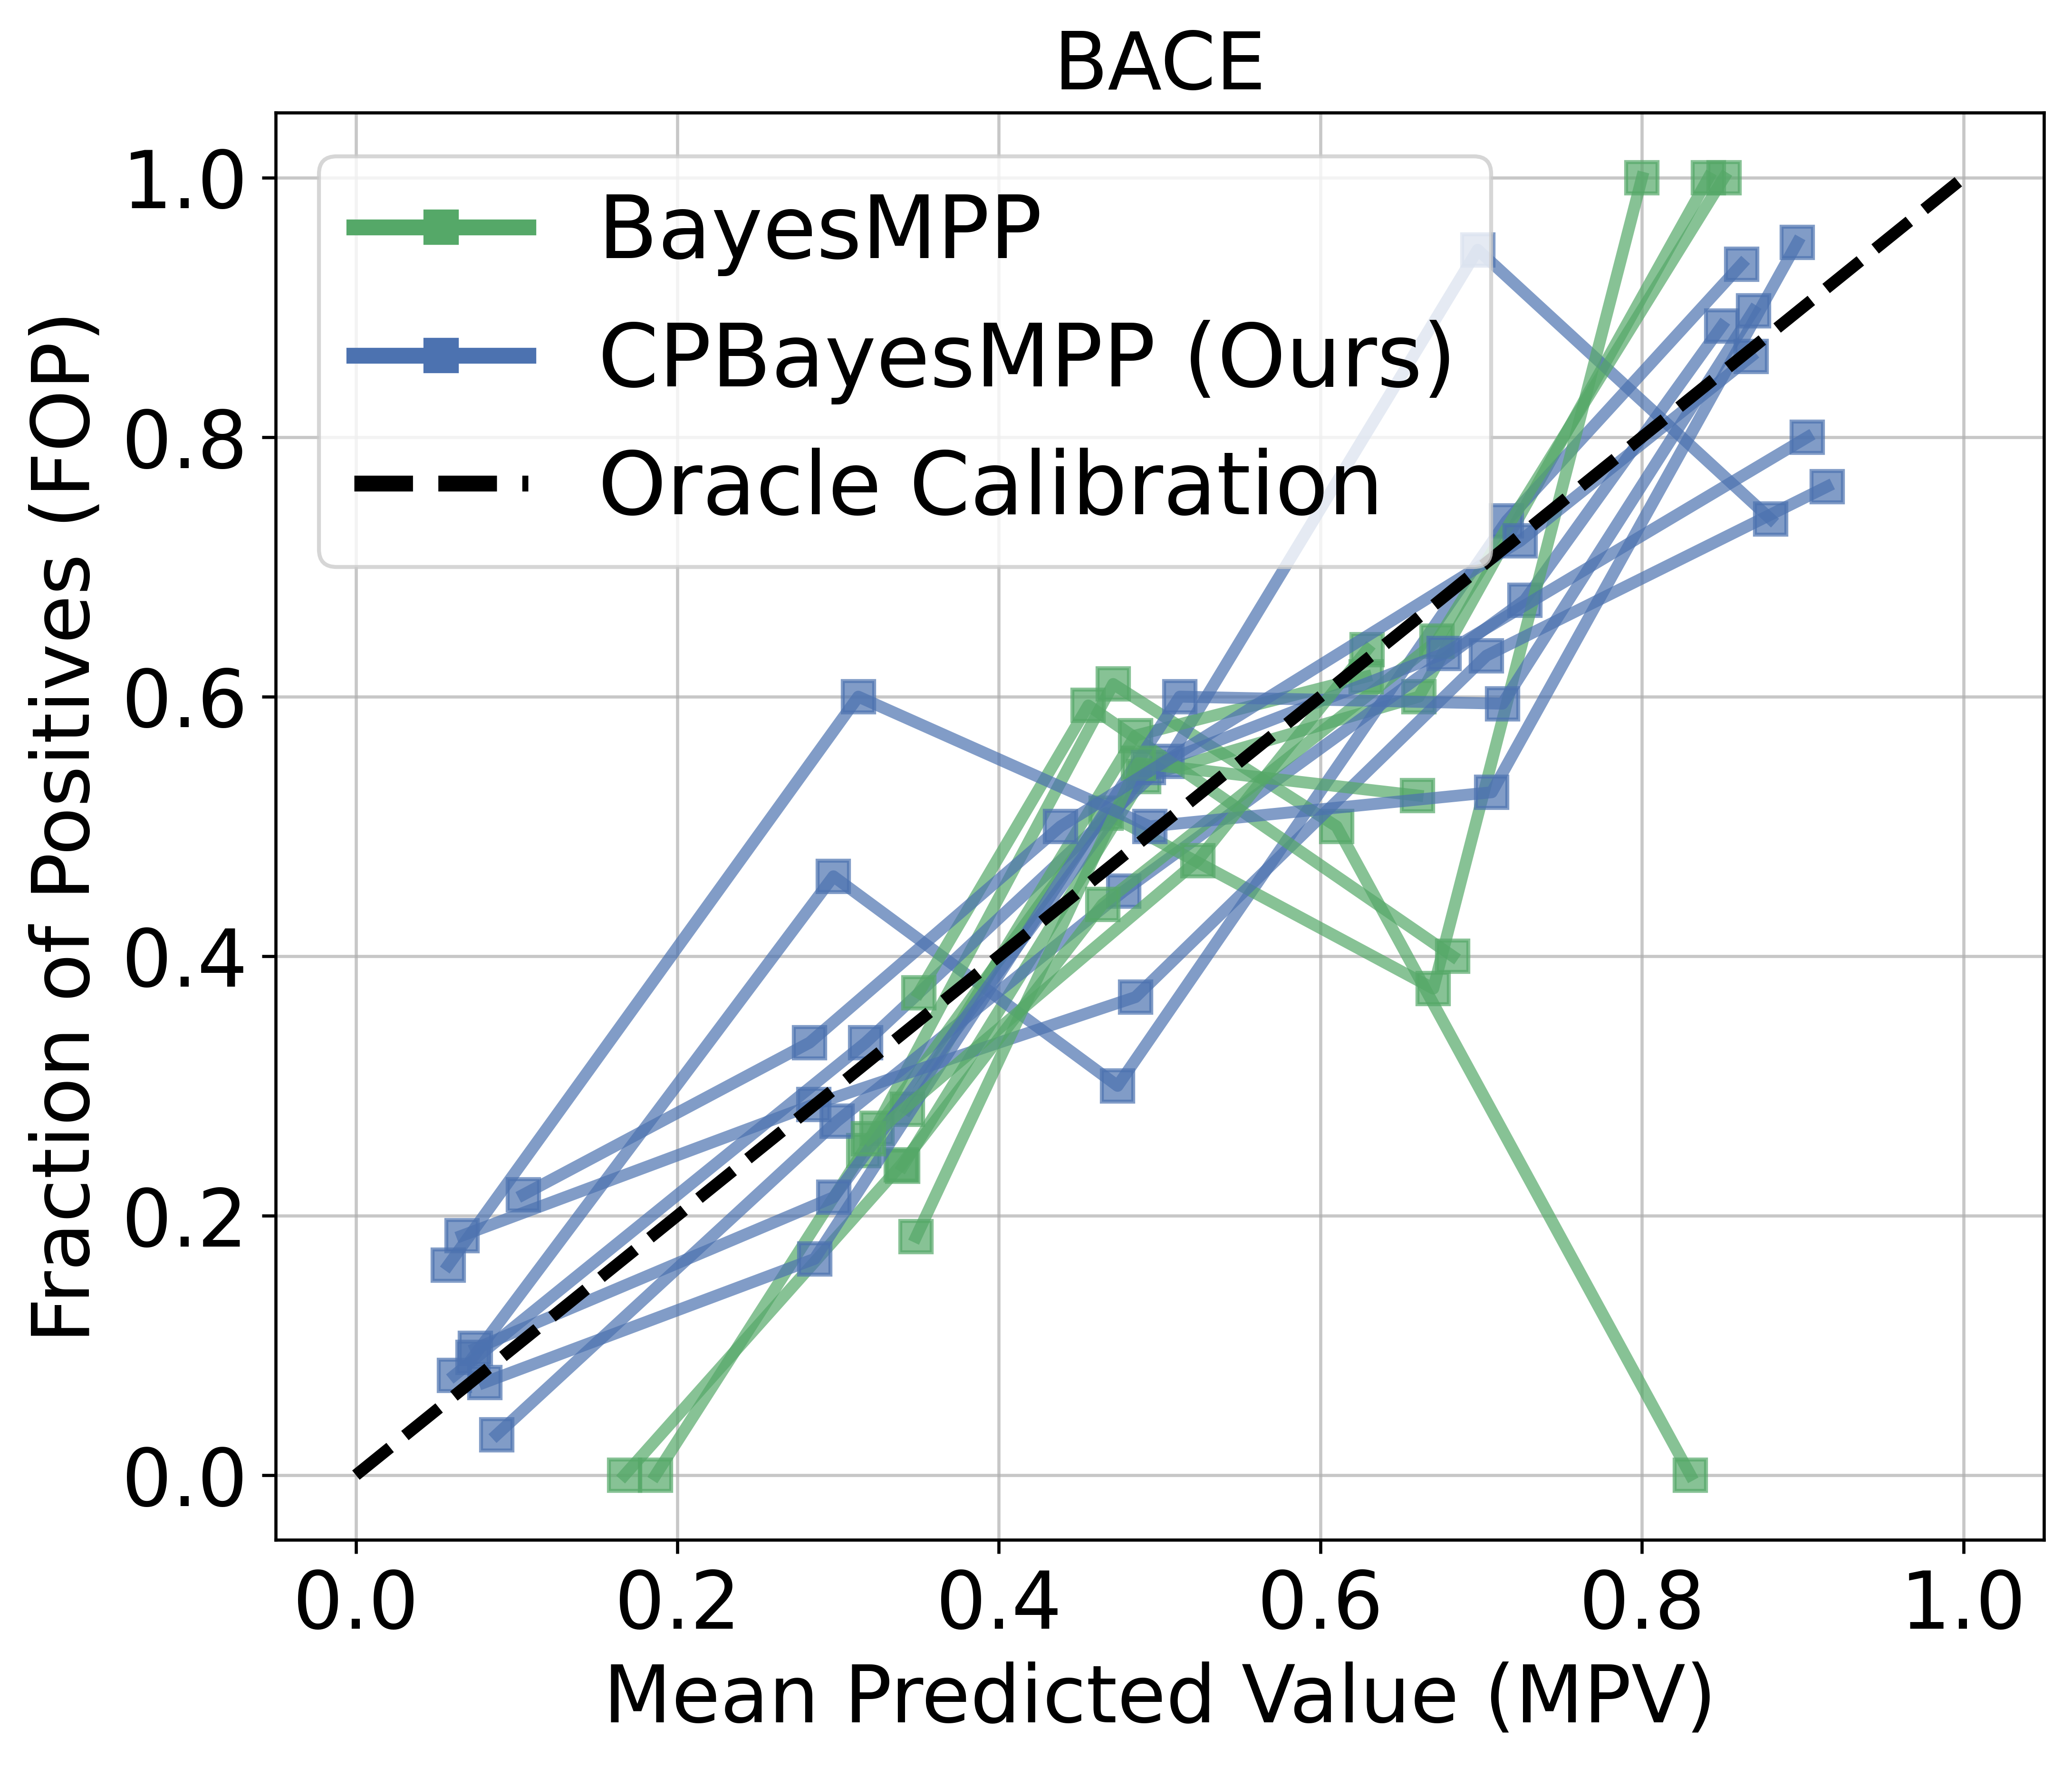 BACE
BayesMPP
CPBayesMPP (Ours)
Oracle Calibration
Fraction of Positives (FOP)
1.0
0.8
0.6
0.4
0.2
0.0
0.0 0.2 0.4 0.6 0.8 1.0
Mean Predicted Value (MPV)